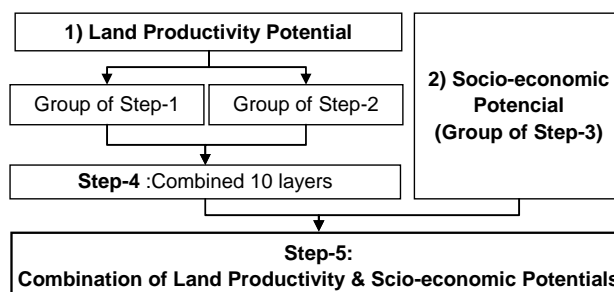 1) Land Productivity Potential
Group of Step-1
Group of Step-2
2) Socio-economic
Potencial
(Group of Step-3)
Step-4 :Combined 10 layers
Step-5:
Combination of Land Productivity & Scio-economic Potentials